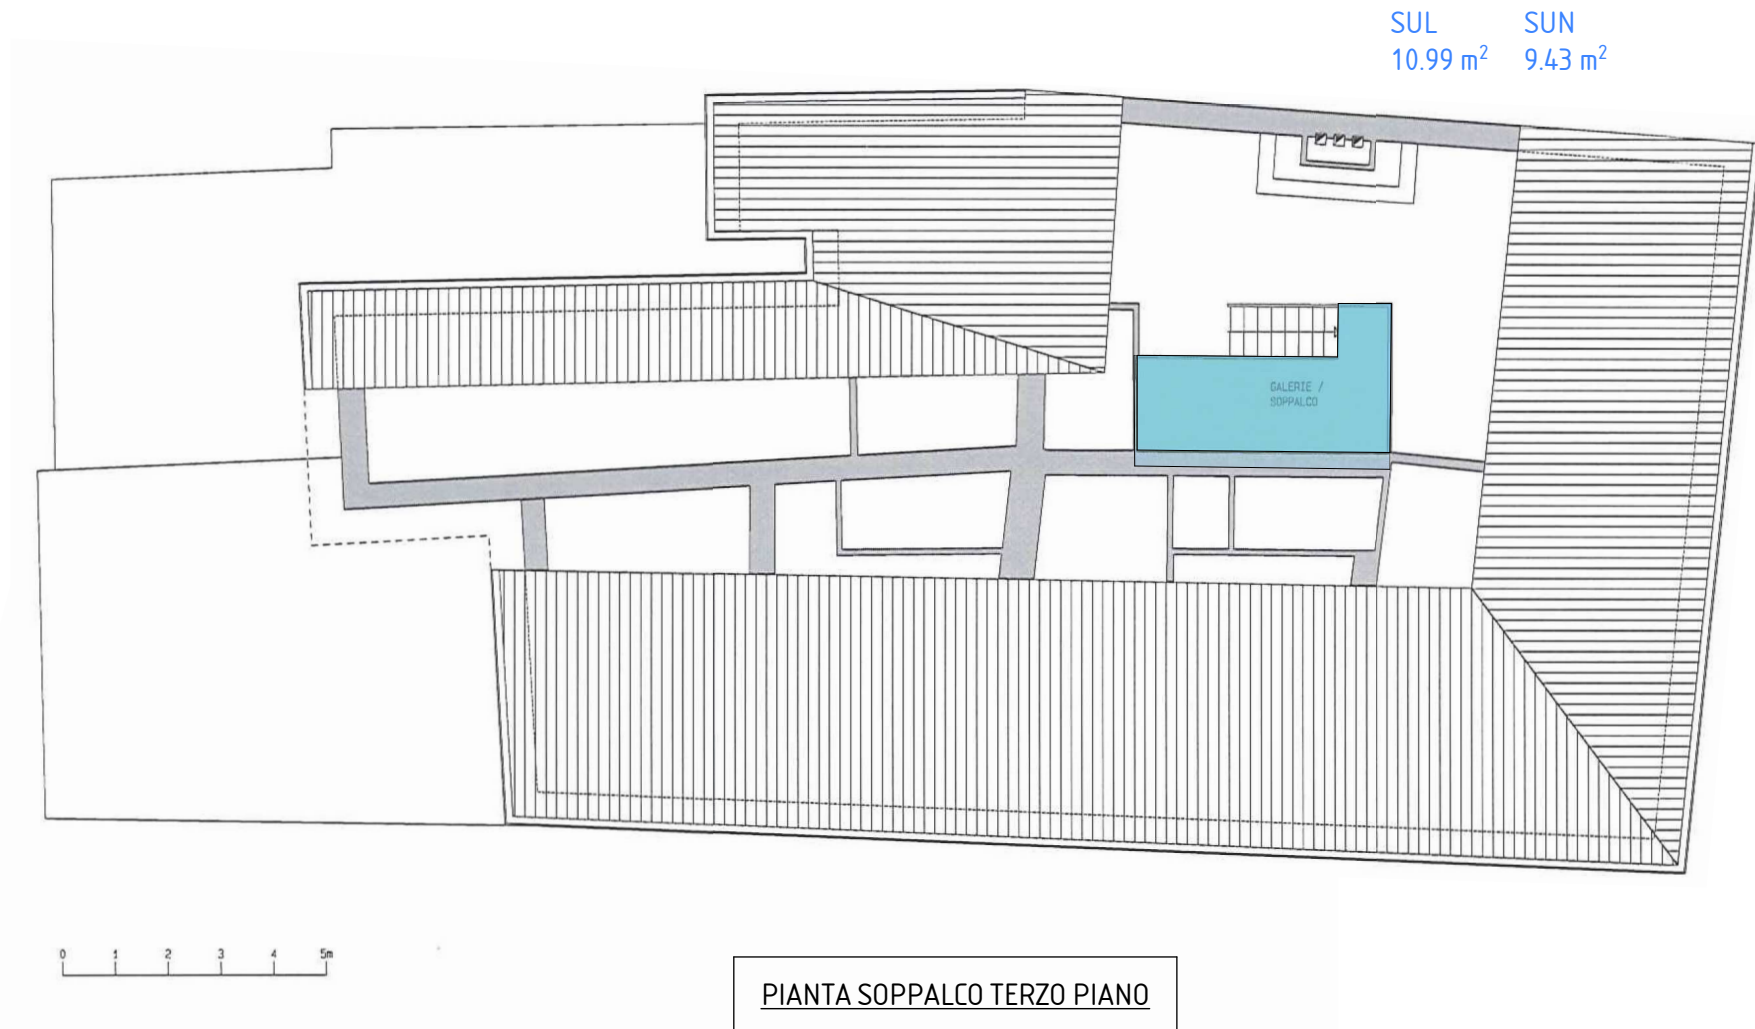 SUL SUN
10.99 m² 9.43 m²
GALERIE /
SOPPALCO
0 1 2 3 4 5m
PIANTA SOPPALCO TERZO PIANO